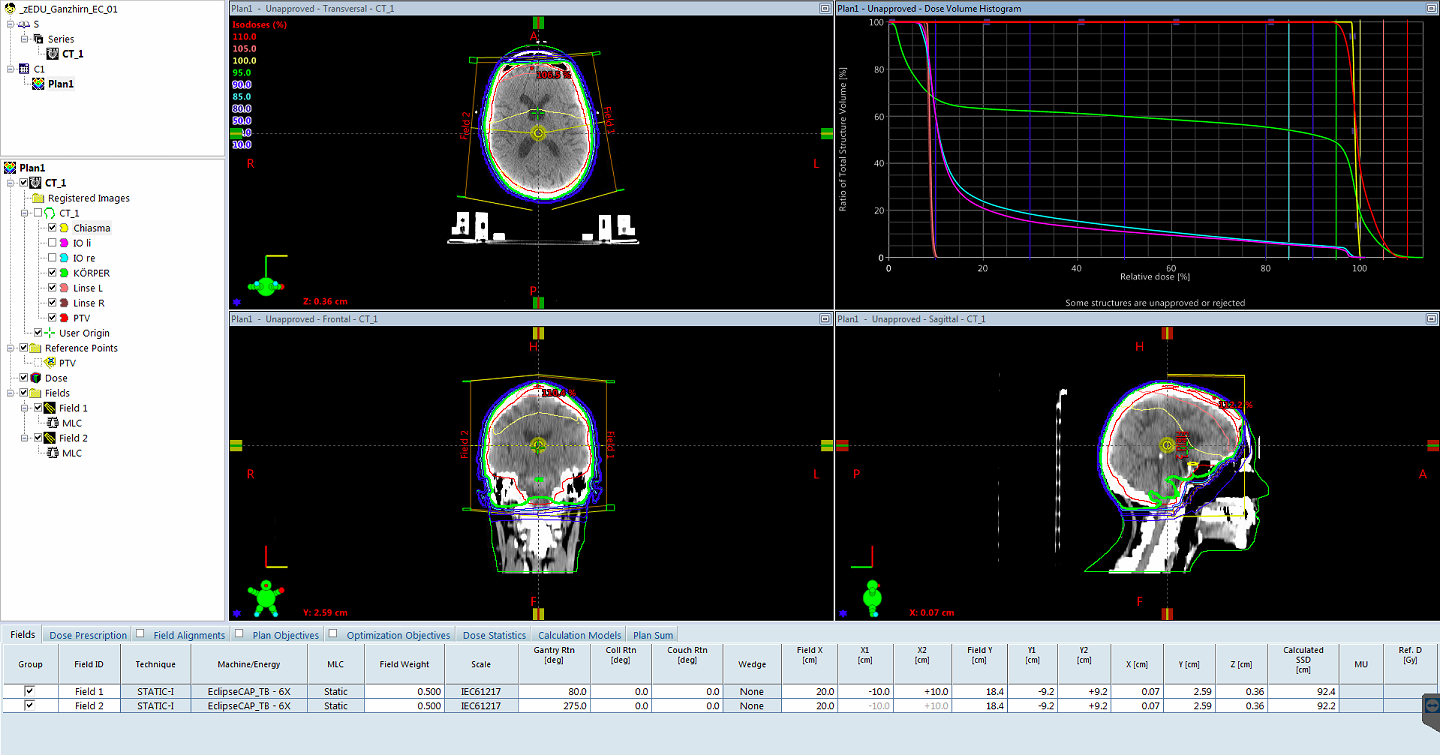 _zEDU_Ganzhirn_EC_01
S
Series
CT_1
C1
Plan1
Plan1
CT_1
Registered Images
CT_1
Chiasma
IO li
IO re
KÖRPER
Linse L
Linse R
PTV
User Origin
Reference Points
PTV
Dose
Fields
Field 1
MLC
Field 2
MLC
Plan1 - Unapproved - Transversal - CT_1
Isodoses (%)
110.0
105.0
100.0
95.0
90.0
85.0
80.0
50.0
10.0
A
R
L
P
Field 2
Field 1
Z: 0.36 cm
Plan1 - Unapproved - Dose Volume Histogram
Ratio of Total Structure Volume [%]
100
80
60
40
20
0
0 20 40 60 80 100
Relative dose [%]
Some structures are unapproved or rejected
Plan1 - Unapproved - Frontal - CT_1
H
R
L
F
Field 2
Field 1
Y: 2.59 cm
Plan1 - Unapproved - Sagittal - CT_1
H
P
A
F
X: 0.07 cm
Fields Dose Prescription Field Alignments Plan Objectives Optimization Objectives Dose Statistics Calculation Models Plan Sum
Group Field ID Technique Machine/Energy MLC Field Weight Scale Gantry Rtn [deg] Coll Rtn [deg] Couch Rtn [deg] Wedge Field X [cm] X1 [cm] X2 [cm] Field Y [cm] Y1 [cm] Y2 [cm] X [cm] Y [cm] Z [cm] Calculated SSD [cm] MU Ref. D [Gy]
Field 1 STATIC-I EclipseCAP_TB - 6X Static 0.500 IEC61217 80.0 0.0 0.0 None 20.0 -10.0 +10.0 18.4 -9.2 +9.2 0.07 2.59 0.36 92.4
Field 2 STATIC-I EclipseCAP_TB - 6X Static 0.500 IEC61217 275.0 0.0 0.0 None 20.0 -10.0 +10.0 18.4 -9.2 +9.2 0.07 2.59 0.36 92.2